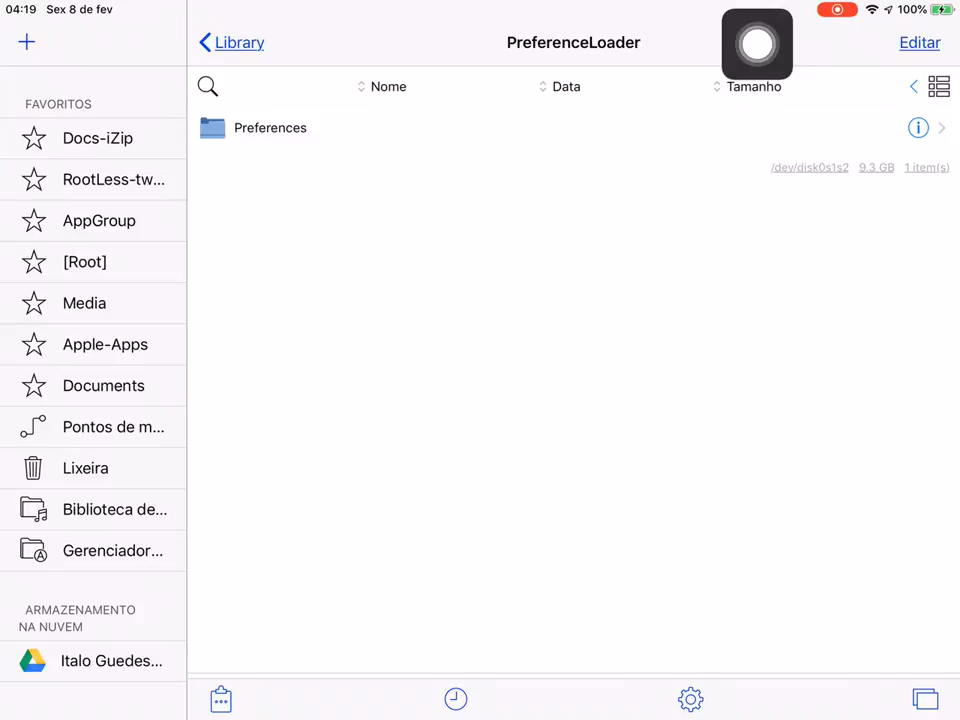 04:19 Sex 8 de fev
100%
Library
PreferenceLoader
Editar
Nome
Data
Tamanho
Preferences
/dev/disk0s1s2 9.3 GB 1 item(s)
FAVORITOS
Docs-iZip
RootLess-tw...
AppGroup
[Root]
Media
Apple-Apps
Documents
Pontos de m...
Lixeira
Biblioteca de...
Gerenciador...
ARMAZENAMENTO
NA NUVEM
Italo Guedes...